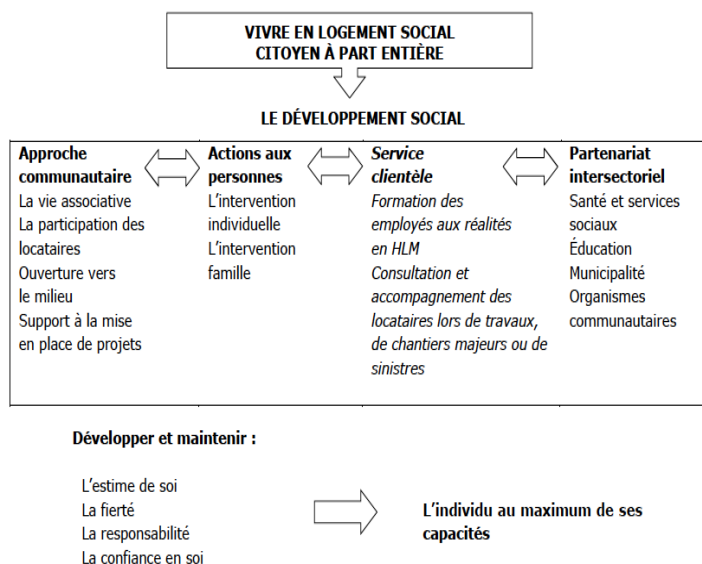 VIVRE EN LOGEMENT SOCIAL
CITOYEN À PART ENTIÈRE
LE DÉVELOPPEMENT SOCIAL
Approche
communautaire
La vie associative
La participation des
locataires
Ouverture vers
le milieu
Support à la mise
en place de projets
Actions aux
personnes
L'intervention
individuelle
L'intervention
famille
Service
clientèle
Formation des
employés aux réalités
en HLM
Consultation et
accompagnement des
locataires lors de travaux,
de chantiers majeurs ou de
sinistres
Partenariat
intersectoriel
Santé et services
sociaux
Éducation
Municipalité
Organismes
communautaires
Développer et maintenir :
L'estime de soi
La fierté
La responsabilité
La confiance en soi
L'individu au maximum de ses
capacités